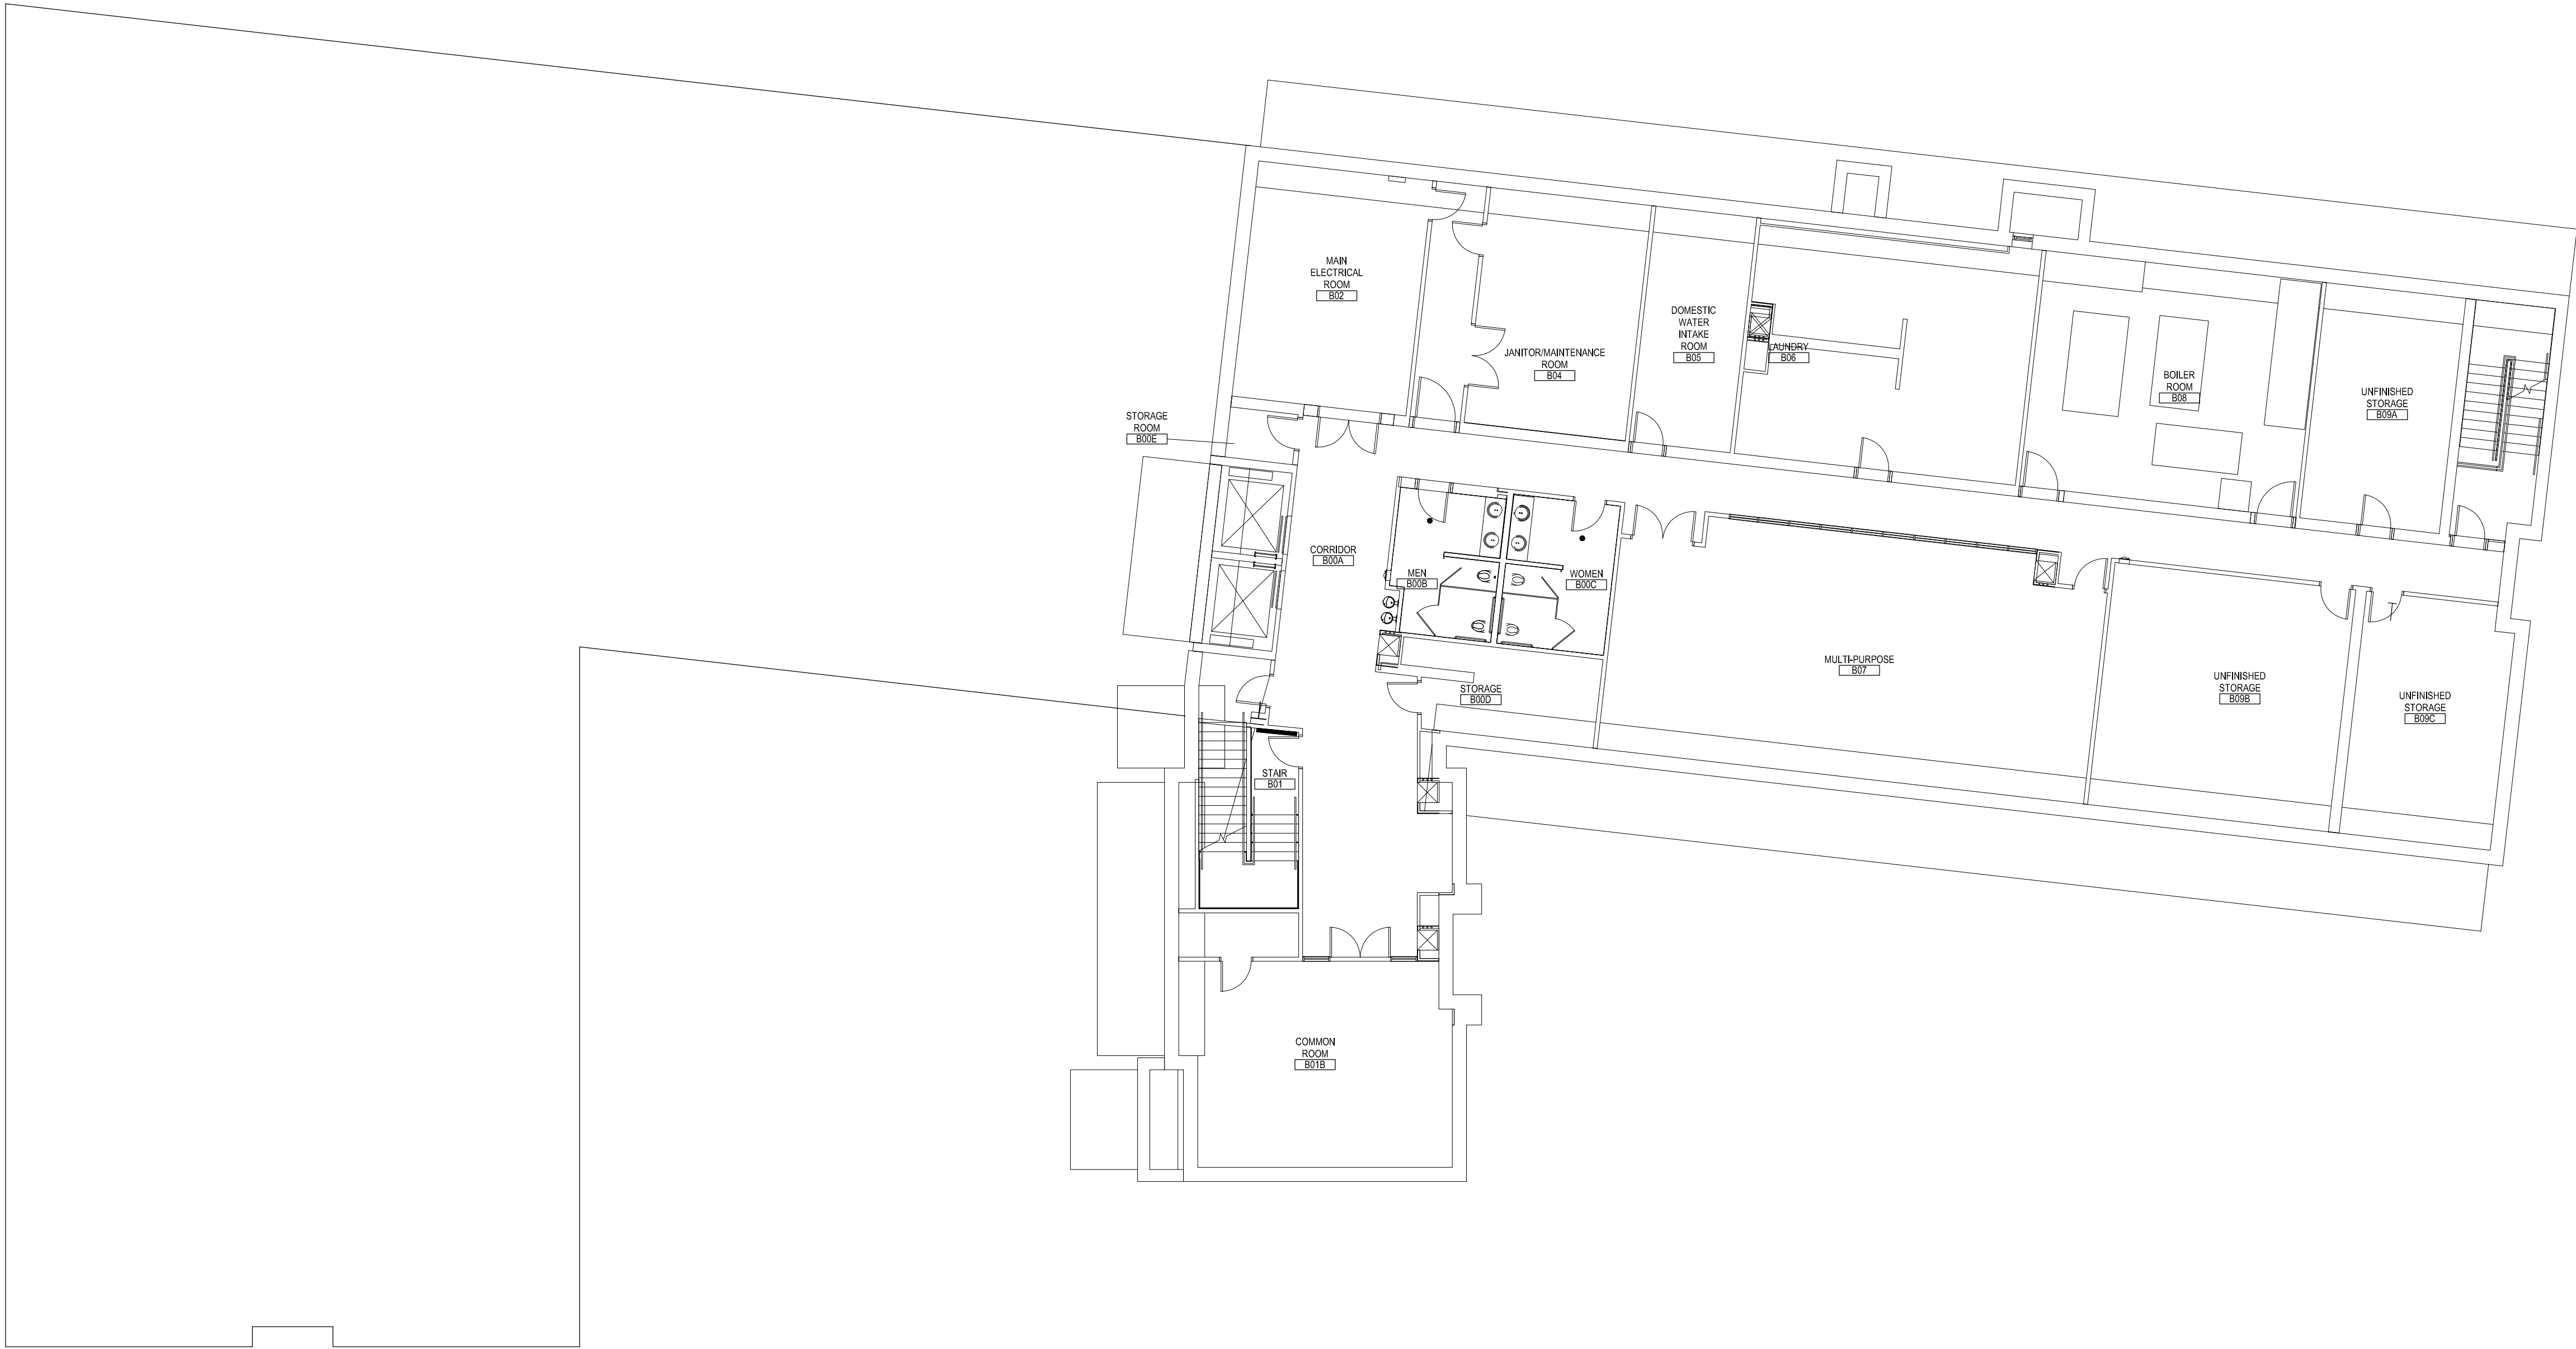 MAIN
ELECTRICAL
ROOM
B02
DOMESTIC
WATER
INTAKE
ROOM
B05
JANITOR/MAINTENANCE
ROOM
B04
LAUNDRY
B06
BOILER
ROOM
B08
UNFINISHED
STORAGE
B09A
STORAGE
ROOM
B00E
CORRIDOR
B00A
MEN
B00B
WOMEN
B00C
MULTI-PURPOSE
B07
UNFINISHED
STORAGE
B09B
STORAGE
B00D
UNFINISHED
STORAGE
B09C
STAIR
B01
COMMON
ROOM
B01B